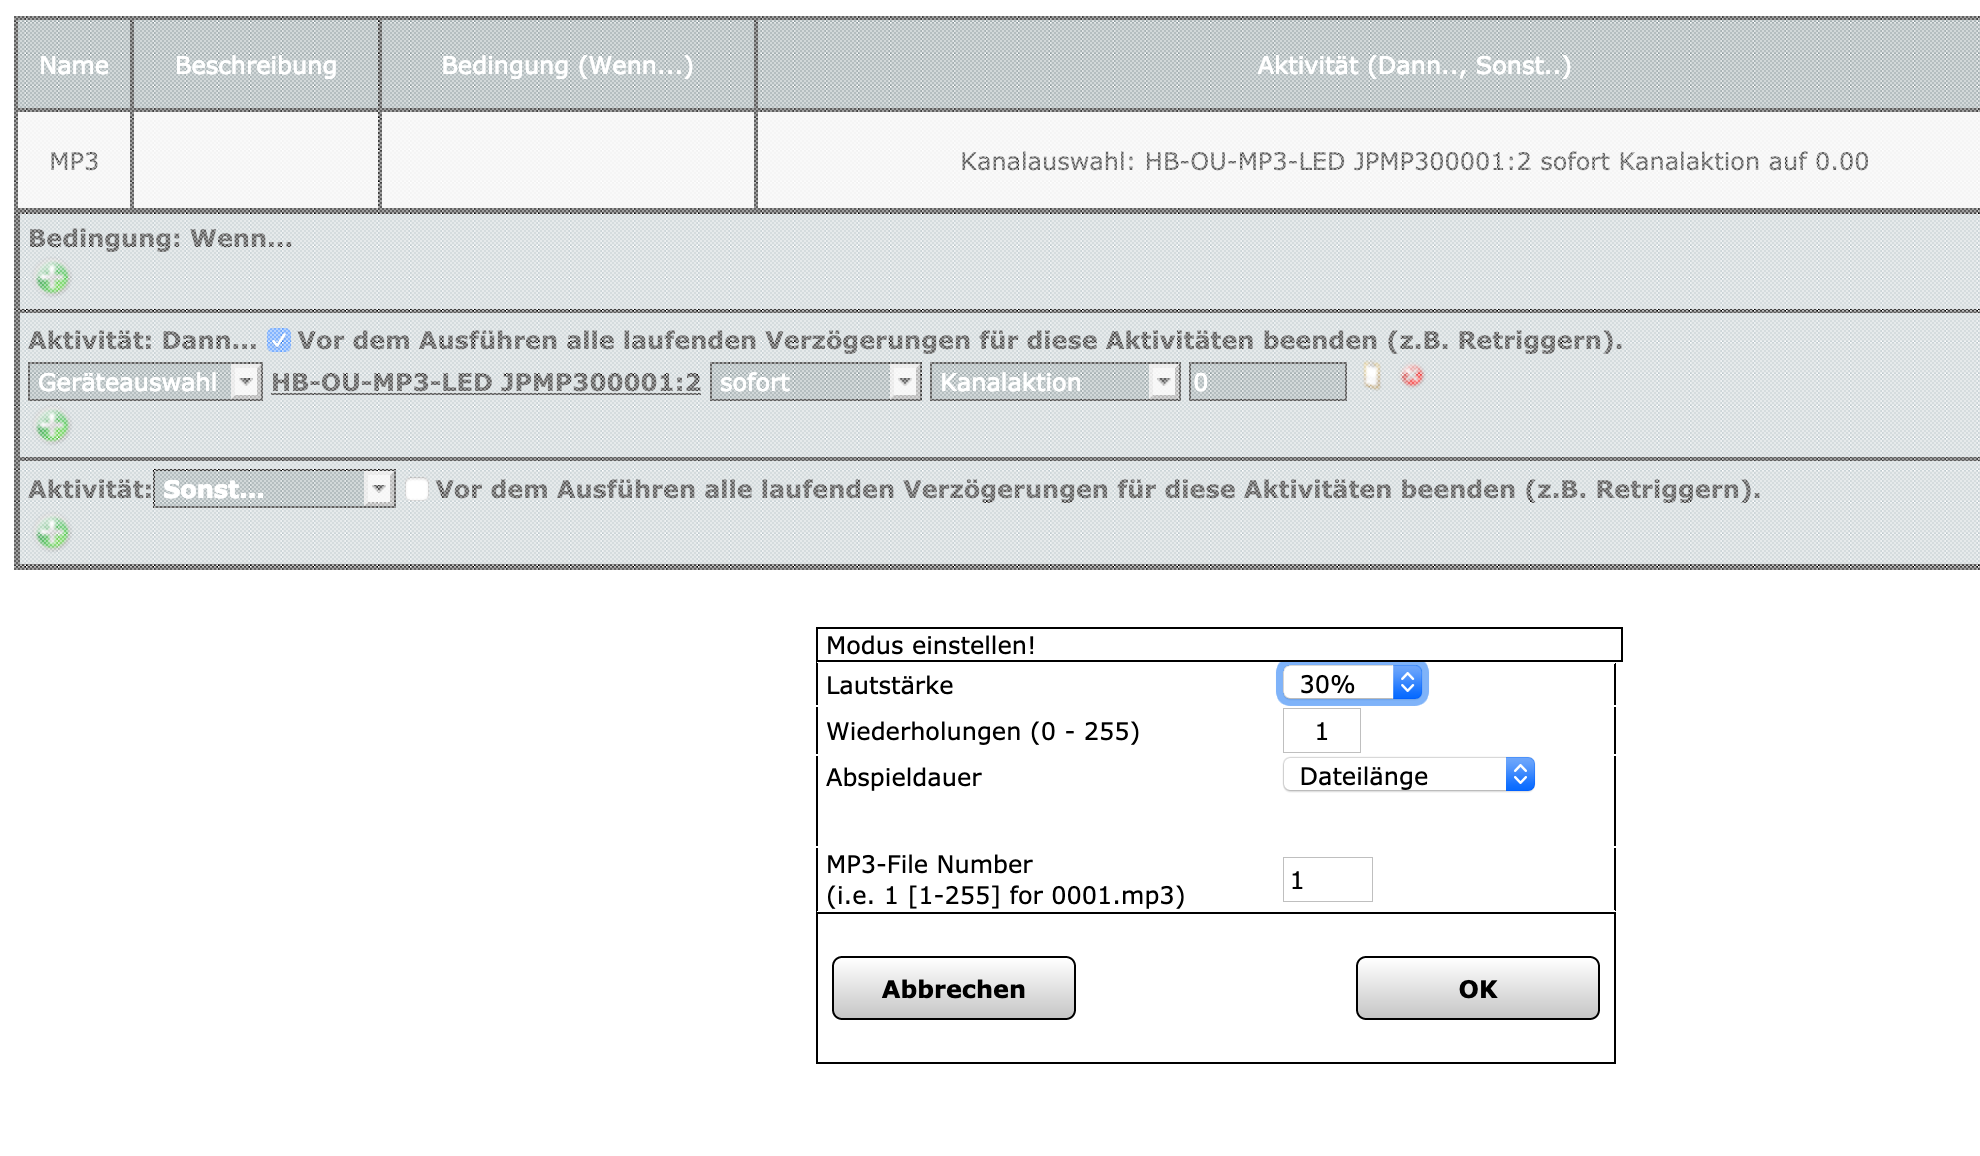 Name Beschreibung Bedingung (Wenn...) Aktivität (Dann.., Sonst..)
MP3 Kanalauswahl: HB-OU-MP3-LED JPMP300001:2 sofort Kanalaktion auf 0.00
Bedingung: Wenn...
Aktivität: Dann... Vor dem Ausführen alle laufenden Verzögerungen für diese Aktivitäten beenden (z.B. Retriggern).
Geräteauswahl HB-OU-MP3-LED JPMP300001:2 sofort Kanalaktion 0
Aktivität: Sonst... Vor dem Ausführen alle laufenden Verzögerungen für diese Aktivitäten beenden (z.B. Retriggern).
Modus einstellen!
Lautstärke 30%
Wiederholungen (0 - 255) 1
Abspieldauer Dateilänge
MP3-File Number
(i.e. 1 [1-255] for 0001.mp3) 1
Abbrechen OK